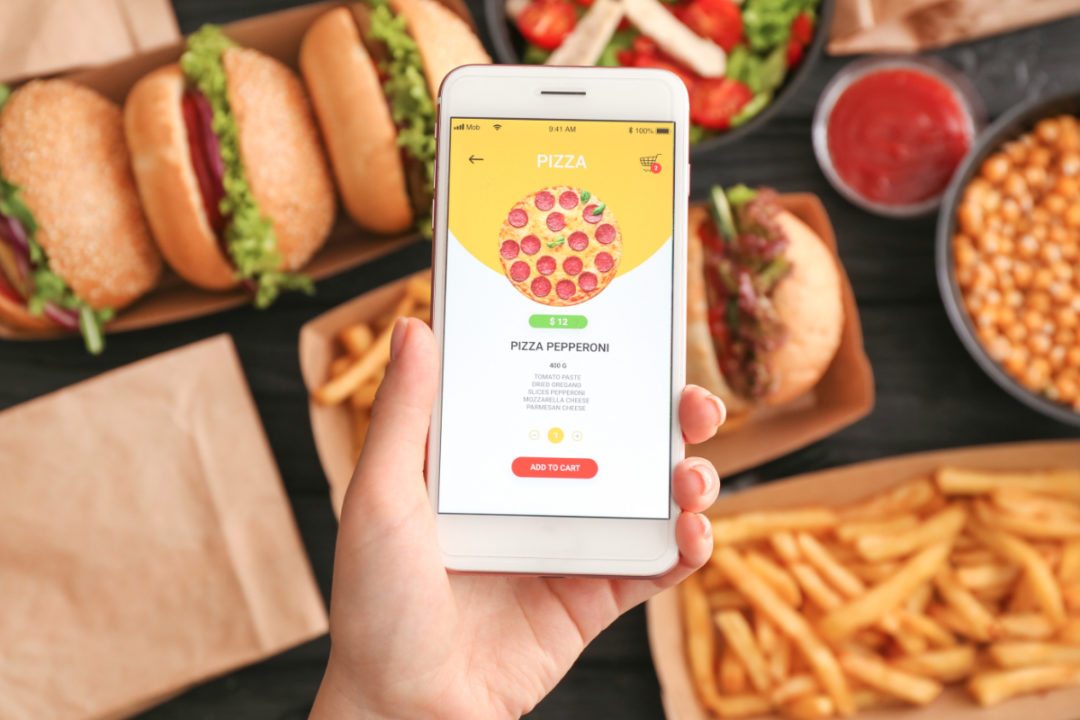 Mob 9:41 AM 100%
PIZZA
1
$ 12
PIZZA PEPPERONI
400 G
TOMATO PASTE
DRIED OREGANO
SLICES PEPPERONI
MOZZARELLA CHEESE
PARMESAN CHEESE
1
ADD TO CART